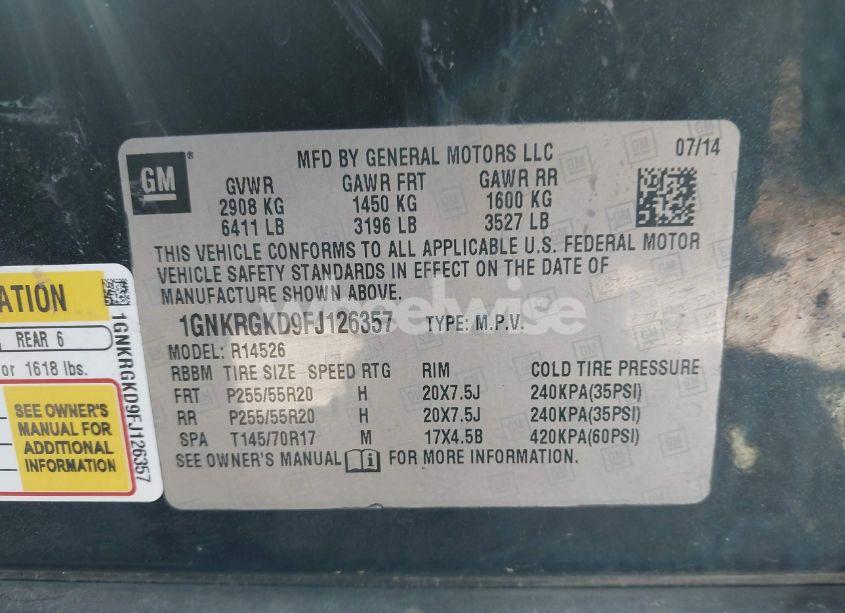 GM
MFD BY GENERAL MOTORS LLC 07/14
GVWR GAWR FRT GAWR RR
2908 KG 1450 KG 1600 KG
6411 LB 3196 LB 3527 LB
THIS VEHICLE CONFORMS TO ALL APPLICABLE U.S. FEDERAL MOTOR
VEHICLE SAFETY STANDARDS IN EFFECT ON THE DATE OF
MANUFACTURE SHOWN ABOVE.
1GNKRGKD9FJ126357 TYPE: M.P.V.
MODEL: R14526
RBBM TIRE SIZE SPEED RTG RIM COLD TIRE PRESSURE
FRT P255/55R20 H 20X7.5J 240KPA(35PSI)
RR P255/55R20 H 20X7.5J 240KPA(35PSI)
SPA T145/70R17 M 17X4.5B 420KPA(60PSI)
SEE OWNER'S MANUAL FOR MORE INFORMATION.
ATION
REAR 6
or 1618 lbs.
SEE OWNER'S
MANUAL FOR
ADDITIONAL
INFORMATION
1GNKRGKD9FJ126357
wheelwise